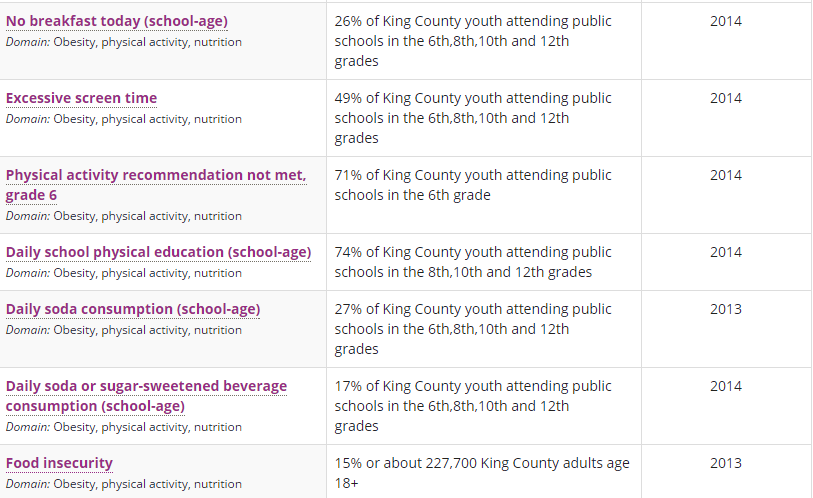 No breakfast today (school-age)
Domain: Obesity, physical activity, nutrition
26% of King County youth attending public
schools in the 6th,8th,10th and 12th
grades
2014
Excessive screen time
Domain: Obesity, physical activity, nutrition
49% of King County youth attending public
schools in the 6th,8th,10th and 12th
grades
2014
Physical activity recommendation not met,
grade 6
Domain: Obesity, physical activity, nutrition
71% of King County youth attending public
schools in the 6th grade
2014
Daily school physical education (school-age)
Domain: Obesity, physical activity, nutrition
74% of King County youth attending public
schools in the 8th,10th and 12th grades
2014
Daily soda consumption (school-age)
Domain: Obesity, physical activity, nutrition
27% of King County youth attending public
schools in the 6th,8th,10th and 12th
grades
2013
Daily soda or sugar-sweetened beverage
consumption (school-age)
Domain: Obesity, physical activity, nutrition
17% of King County youth attending public
schools in the 6th,8th,10th and 12th
grades
2014
Food insecurity
Domain: Obesity, physical activity, nutrition
15% or about 227,700 King County adults age
18+
2013